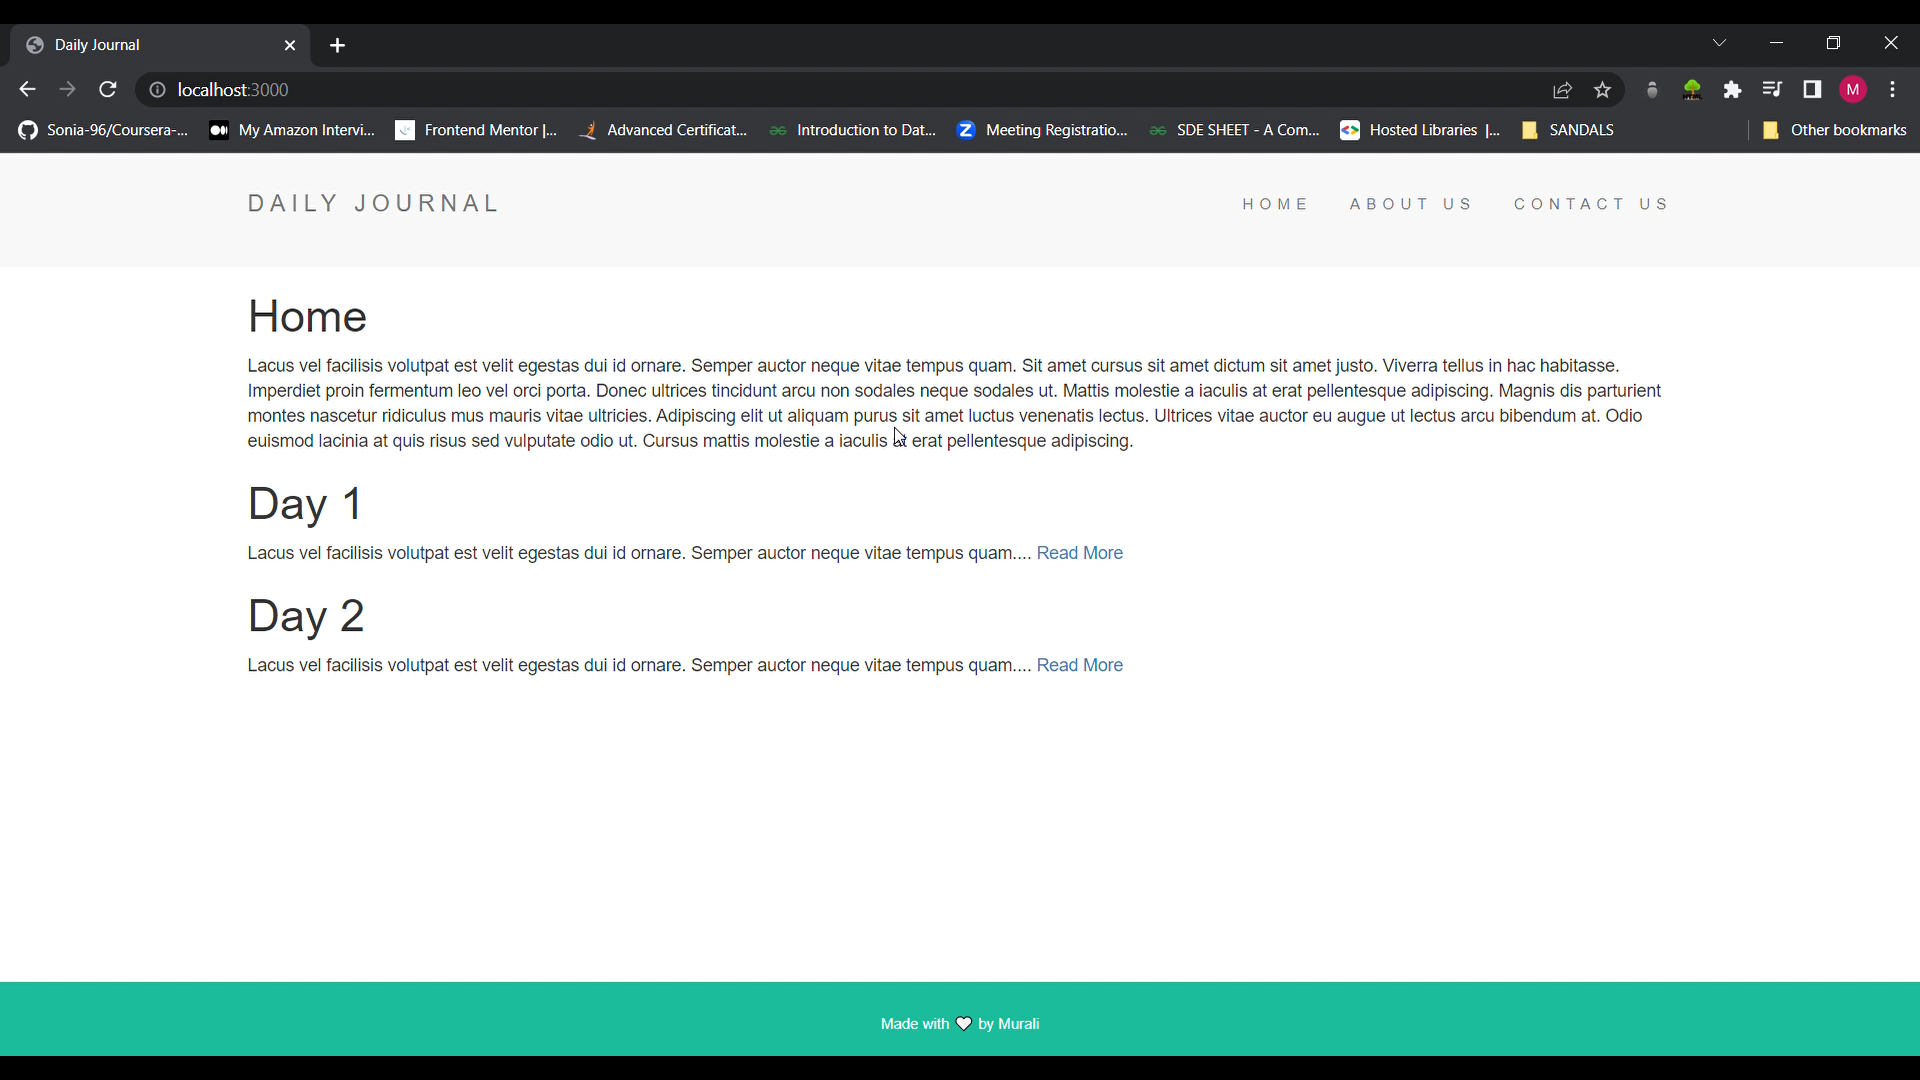 Daily Journal
localhost:3000
M
Sonia-96/Coursera-... My Amazon Intervi... Frontend Mentor |... Advanced Certificat... Introduction to Dat... Meeting Registratio... SDE SHEET - A Com... Hosted Libraries |... SANDALS Other bookmarks
DAILY JOURNAL HOME ABOUT US CONTACT US
Home
Lacus vel facilisis volutpat est velit egestas dui id ornare. Semper auctor neque vitae tempus quam. Sit amet cursus sit amet dictum sit amet justo. Viverra tellus in hac habitasse.
Imperdiet proin fermentum leo vel orci porta. Donec ultrices tincidunt arcu non sodales neque sodales ut. Mattis molestie a iaculis at erat pellentesque adipiscing. Magnis dis parturient
montes nascetur ridiculus mus mauris vitae ultricies. Adipiscing elit ut aliquam purus sit amet luctus venenatis lectus. Ultrices vitae auctor eu augue ut lectus arcu bibendum at. Odio
euismod lacinia at quis risus sed vulputate odio ut. Cursus mattis molestie a iaculis at erat pellentesque adipiscing.
Day 1
Lacus vel facilisis volutpat est velit egestas dui id ornare. Semper auctor neque vitae tempus quam.... Read More
Day 2
Lacus vel facilisis volutpat est velit egestas dui id ornare. Semper auctor neque vitae tempus quam.... Read More
Made with 🤍 by Murali